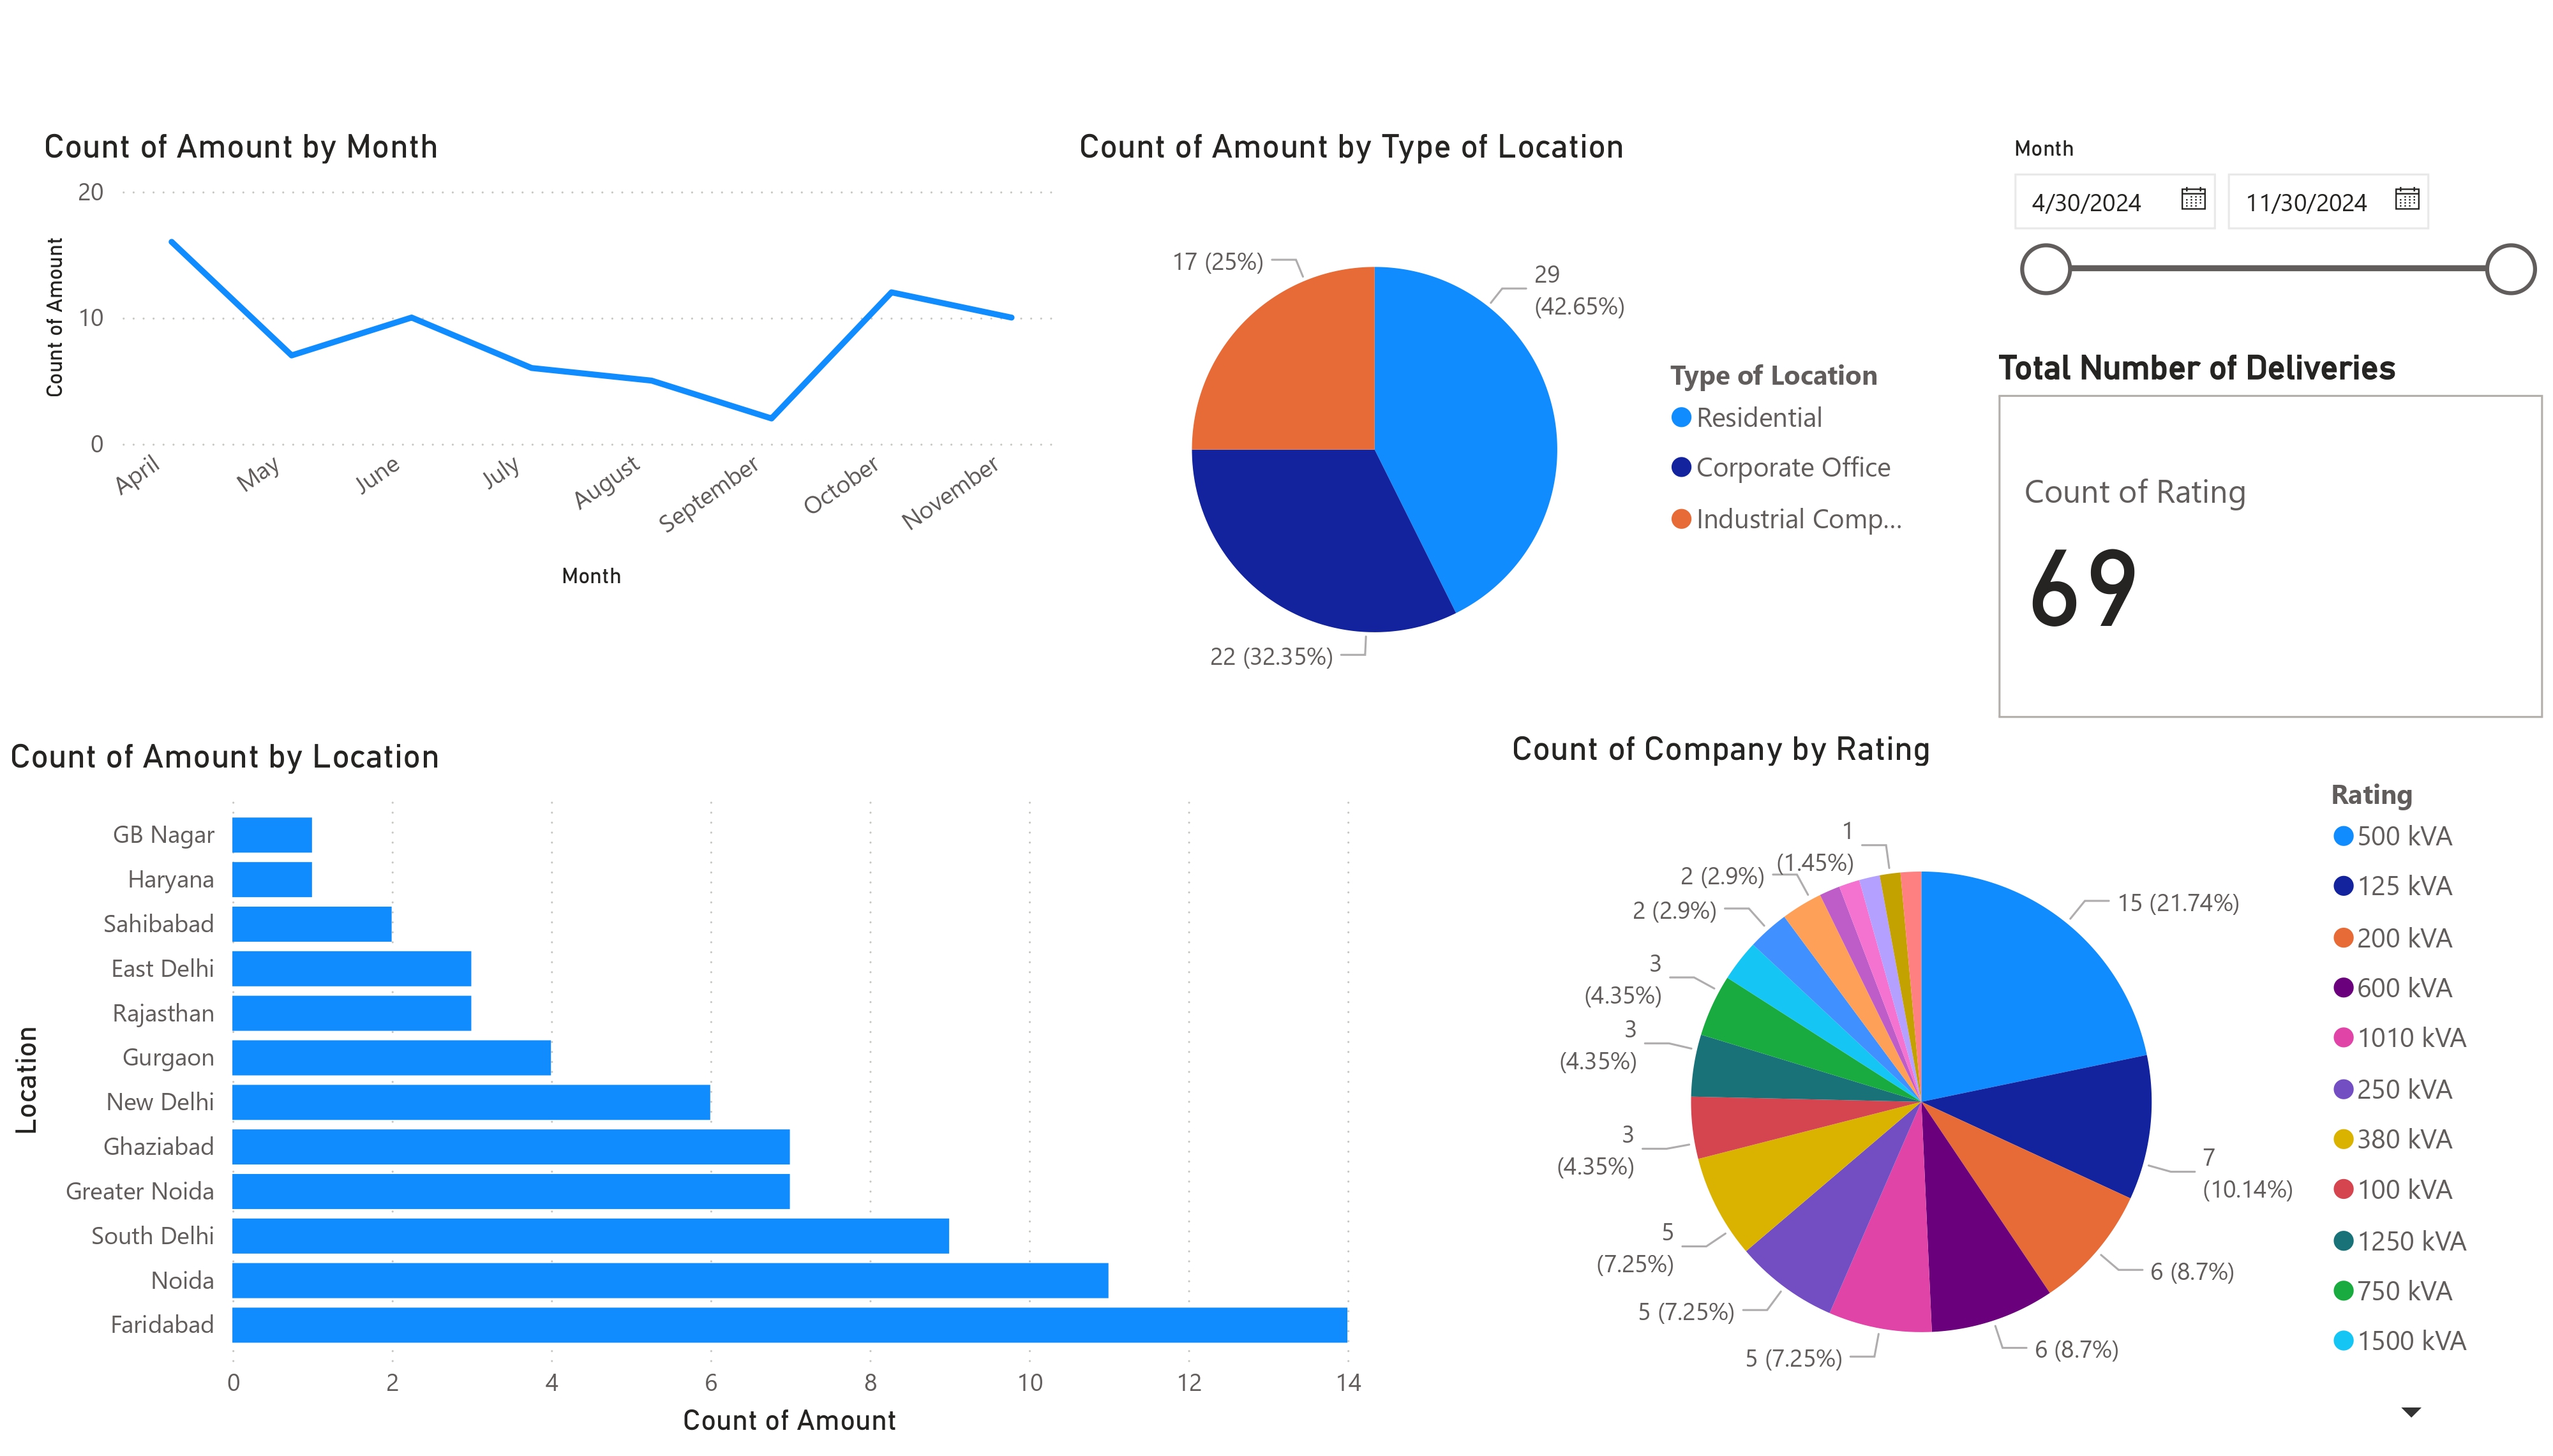 Count of Amount by Month
20
10
0
Count of Amount
April
May
June
July
August
September
October
November
Month
Count of Amount by Type of Location
17 (25%)
29
(42.65%)
22 (32.35%)
Type of Location
Residential
Corporate Office
Industrial Comp...
Month
4/30/2024
11/30/2024
Total Number of Deliveries
Count of Rating
69
Count of Amount by Location
Location
GB Nagar
Haryana
Sahibabad
East Delhi
Rajasthan
Gurgaon
New Delhi
Ghaziabad
Greater Noida
South Delhi
Noida
Faridabad
0
2
4
6
8
10
12
14
Count of Amount
Count of Company by Rating
1
(1.45%)
2 (2.9%)
2 (2.9%)
3
(4.35%)
3
(4.35%)
3
(4.35%)
5
(7.25%)
5 (7.25%)
5 (7.25%)
6 (8.7%)
6 (8.7%)
7
(10.14%)
15 (21.74%)
Rating
500 kVA
125 kVA
200 kVA
600 kVA
1010 kVA
250 kVA
380 kVA
100 kVA
1250 kVA
750 kVA
1500 kVA